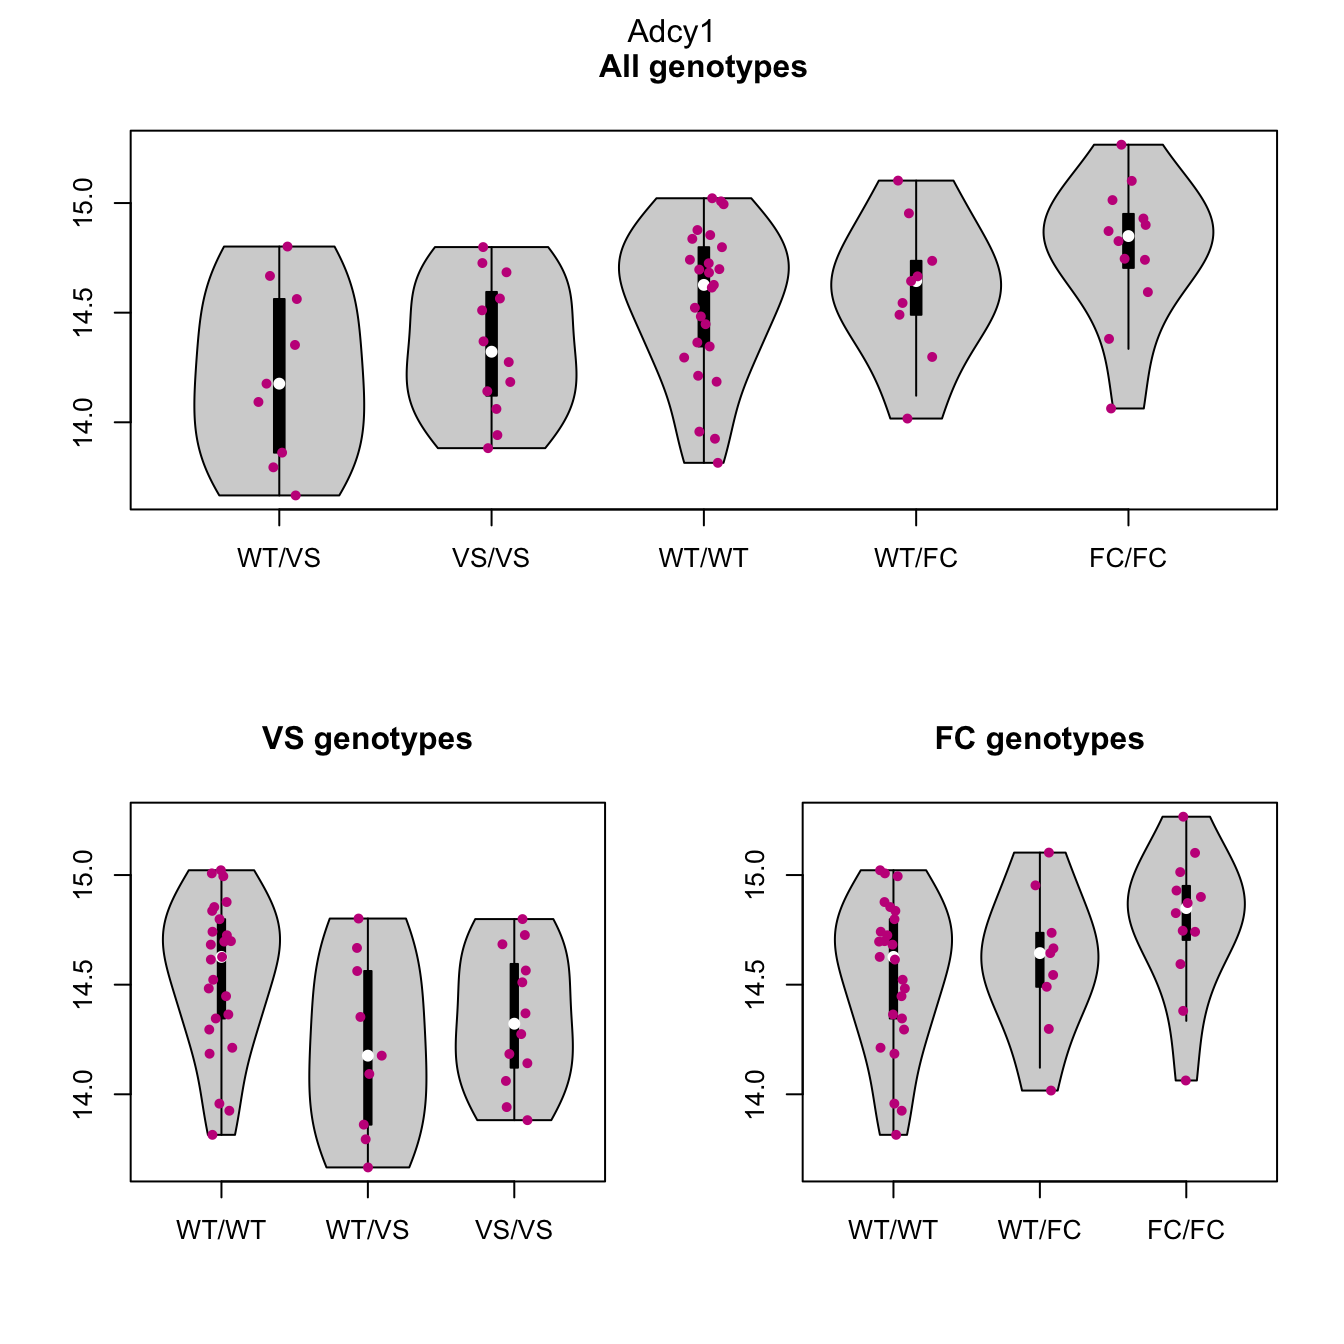 Adcy1
All genotypes
15.0
14.5
14.0
WT/VS VS/VS WT/WT WT/FC FC/FC
VS genotypes
15.0
14.5
14.0
WT/WT WT/VS VS/VS
FC genotypes
15.0
14.5
14.0
WT/WT WT/FC FC/FC